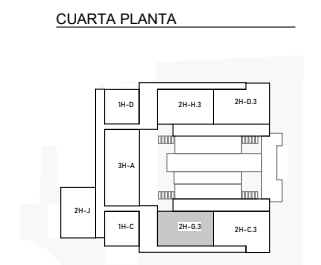 CUARTA PLANTA
1H-D
2H-H.3
2H-D.3
3H-A
2H-J
1H-C
2H-G.3
2H-C.3